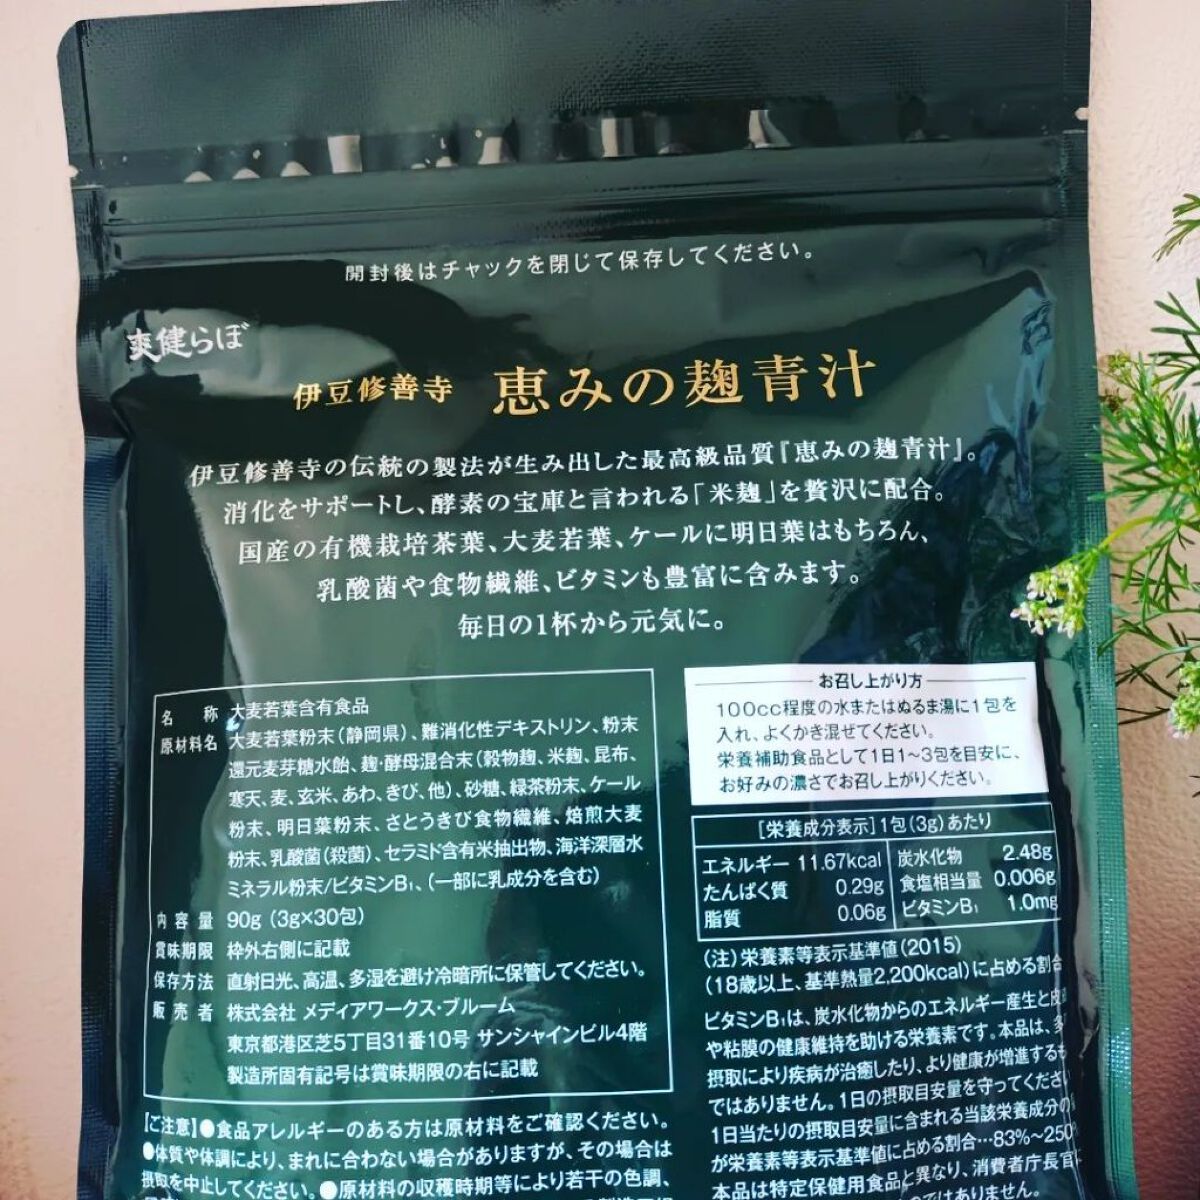 開封後はチャックを閉じて保存してください。
爽健らぼ
伊豆修善寺 恵みの麹青汁
伊豆修善寺の伝統の製法が生み出した最高級品質『恵みの麹青汁』。
消化をサポートし、酵素の宝庫と言われる「米麹」を贅沢に配合。
国産の有機栽培茶葉、大麦若葉、ケールに明日葉はもちろん、
乳酸菌や食物繊維、ビタミンも豊富に含みます。
毎日の1杯から元気に。
名称 大麦若葉含有食品
原材料名 大麦若葉粉末(静岡県)、難消化性デキストリン、粉末
還元麦芽糖水飴、麹・酵母混合末(穀物麹、米麹、昆布、
寒天、麦、玄米、あわ、きび、他)、砂糖、緑茶粉末、ケール
粉末、明日葉粉末、さとうきび食物繊維、焙煎大麦
粉末、乳酸菌(殺菌)、セラミド含有米抽出物、海洋深層水
ミネラル粉末/ビタミンB₁、(一部に乳成分を含む)
内容量 90g (3g×30包)
賞味期限 枠外右側に記載
保存方法 直射日光、高温、多湿を避け冷暗所に保管してください。
販売者 株式会社 メディアワークス・ブルーム
東京都港区芝5丁目31番10号 サンシャインビル4階
製造所固有記号は賞味期限の右に記載
【ご注意】●食品アレルギーのある方は原材料をご確認ください。
●体質や体調により、まれに合わない場合がありますが、その場合は
摂取を中止してください。●原材料の収穫時期等により若干の色調、
お召し上がり方
100cc程度の水またはぬるま湯に1包を
入れ、よくかき混ぜてください。
栄養補助食品として1日1〜3包を目安に、
お好みの濃さでお召し上がりください。
[栄養成分表示]1包(3g)あたり
エネルギー 11.67kcal 炭水化物 2.48g
たんぱく質 0.29g 食塩相当量 0.006g
脂質 0.06g ビタミンB₁ 1.0mg
(注)栄養素等表示基準値(2015)
(18歳以上、基準熱量2,200kcal)に占める割合
ビタミンB₁は、炭水化物からのエネルギー産生と皮
や粘膜の健康維持を助ける栄養素です。本品は、多
摂取により疾病が治癒したり、より健康が増進するも
ではありません。1日の摂取目安量を守ってくださ
1日当たりの摂取目安量に含まれる当該栄養成分の
が栄養素等表示基準値に占める割合…83%〜250
本品は特定保健用食品と異なり、消費者庁長官
のではありません。